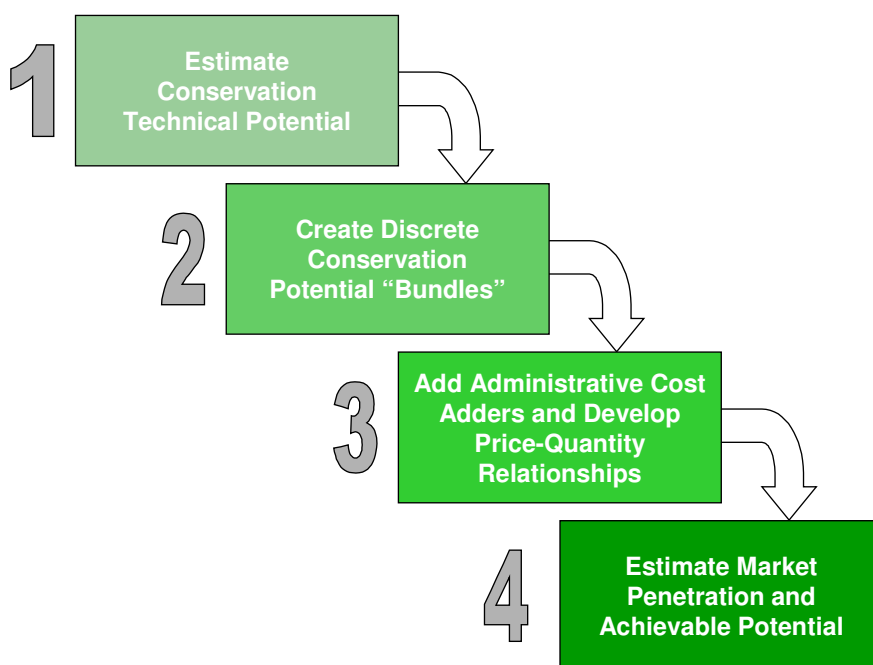 1
Estimate
Conservation
Technical Potential
2
Create Discrete
Conservation
Potential “Bundles”
3
Add Administrative Cost
Adders and Develop
Price-Quantity
Relationships
4
Estimate Market
Penetration and
Achievable Potential